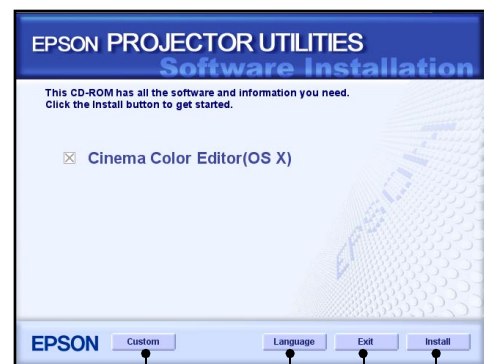 EPSON PROJECTOR UTILITIES
Software Installation
This CD-ROM has all the software and information you need.
Click the Install button to get started.
Cinema Color Editor(OS X)
EPSON
EPSON Custom Language Exit Install